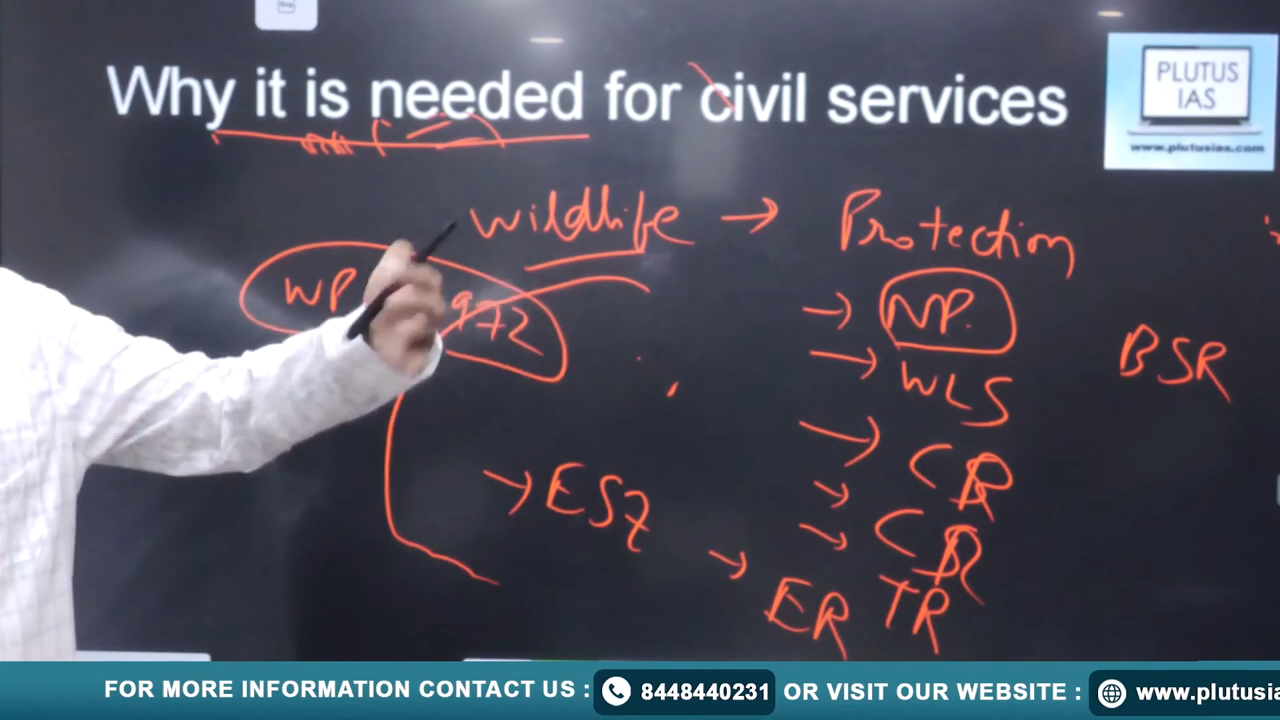 Why it is needed for civil services
PLUTUS
IAS
www.plutusias.com
wildlife → Protection
WP
972
→ NP.
→ WLS
BSR
→ CR
→ CR
→ ESZ
→ TR
→ ER
FOR MORE INFORMATION CONTACT US : 8448440231 OR VISIT OUR WEBSITE : www.plutusia